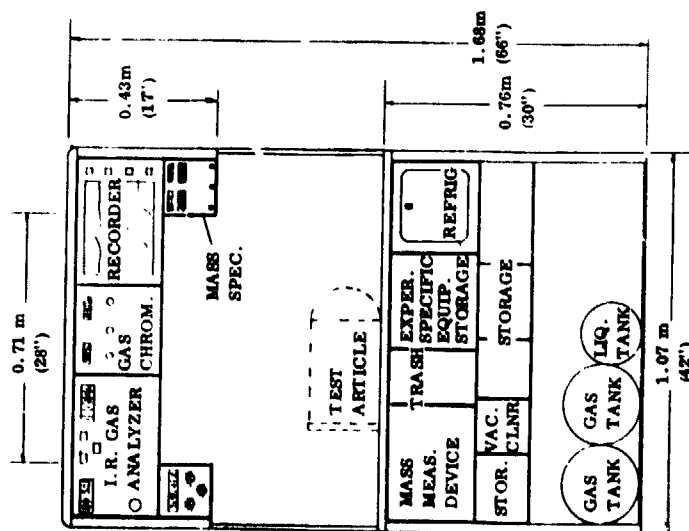 0.71 m
(28")
0.43m
(17')
1.68m
(66")
0.76m
(30")
I.R. GAS
ANALYZER
GAS
CHROM.
RECORDER
MASS
SPEC.
TEST
ARTICLE
MASS
MEAS.
DEVICE
TRASH
EXPER.
SPECIFIC
EQUIP.
STORAGE
REFRIG
STOR.
VAC.
CLNR
STORAGE
GAS
TANK
GAS
TANK
LIQ.
TANK
1.07 m
(42")